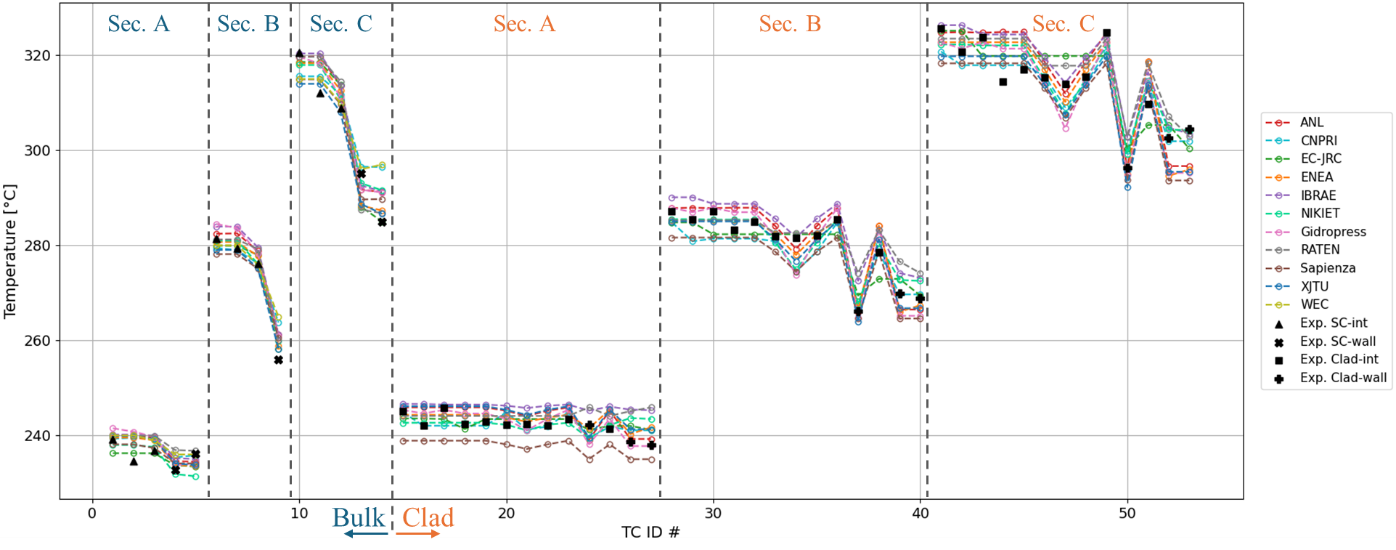 Sec. A Sec. B Sec. C Sec. A Sec. B Sec. C
Temperature [°C]
320
300
280
260
240
0 10 20 30 40 50
Bulk Clad
TC ID #
ANL
CNPRI
EC-JRC
ENEA
IBRAE
NIKIET
Gidropress
RATEN
Sapienza
XJTU
WEC
Exp. SC-int
Exp. SC-wall
Exp. Clad-int
Exp. Clad-wall